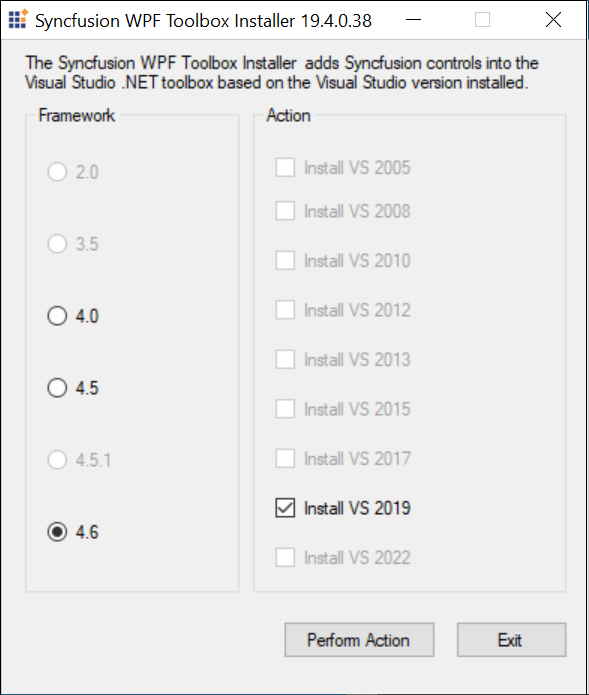 Syncfusion WPF Toolbox Installer 19.4.0.38
The Syncfusion WPF Toolbox Installer adds Syncfusion controls into the
Visual Studio .NET toolbox based on the Visual Studio version installed.
Framework
Action
2.0
3.5
4.0
4.5
4.5.1
4.6
Install VS 2005
Install VS 2008
Install VS 2010
Install VS 2012
Install VS 2013
Install VS 2015
Install VS 2017
Install VS 2019
Install VS 2022
Perform Action
Exit